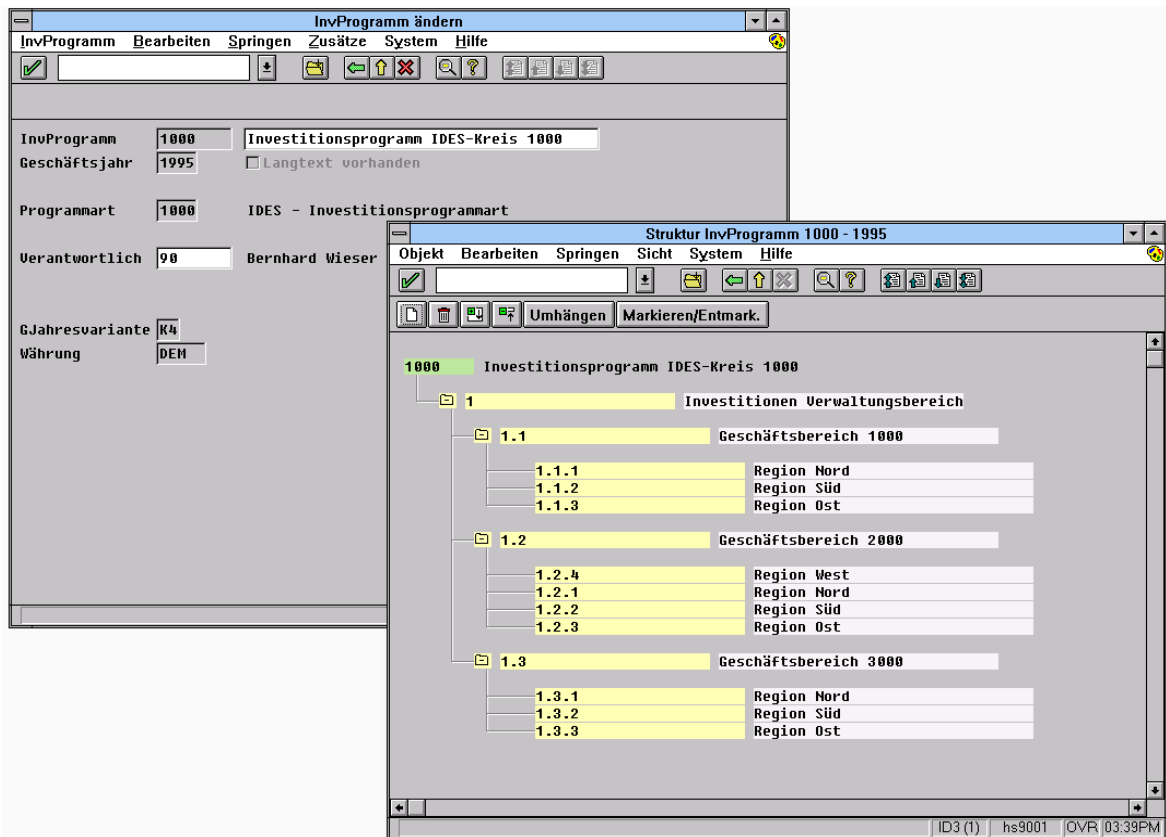 InvProgramm ändern
InvProgramm Bearbeiten Springen Zusätze System Hilfe
InvProgramm 1000 Investitionsprogramm IDES-Kreis 1000
Geschäftsjahr 1995 Langtext vorhanden
Programmart 1000 IDES - Investitionsprogrammart
Verantwortlich 90 Bernhard Wieser
GJahresvariante K4
Währung DEM
Struktur InvProgramm 1000 - 1995
Objekt Bearbeiten Springen Sicht System Hilfe
Umhängen Markieren/Entmark.
1000 Investitionsprogramm IDES-Kreis 1000
1 Investitionen Verwaltungsbereich
1.1 Geschäftsbereich 1000
1.1.1 Region Nord
1.1.2 Region Süd
1.1.3 Region Ost
1.2 Geschäftsbereich 2000
1.2.4 Region West
1.2.1 Region Nord
1.2.2 Region Süd
1.2.3 Region Ost
1.3 Geschäftsbereich 3000
1.3.1 Region Nord
1.3.2 Region Süd
1.3.3 Region Ost
ID3 (1) hs9001 OVR 03:39PM